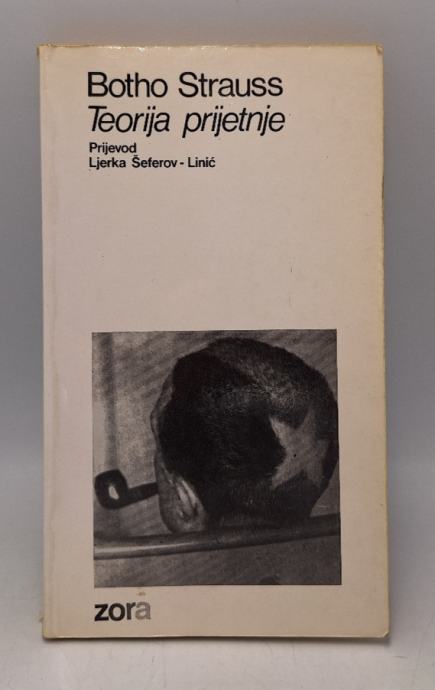 Botho Strauss
Teorija prijetnje
Prijevod
Ljerka Šeferov - Linić
zora